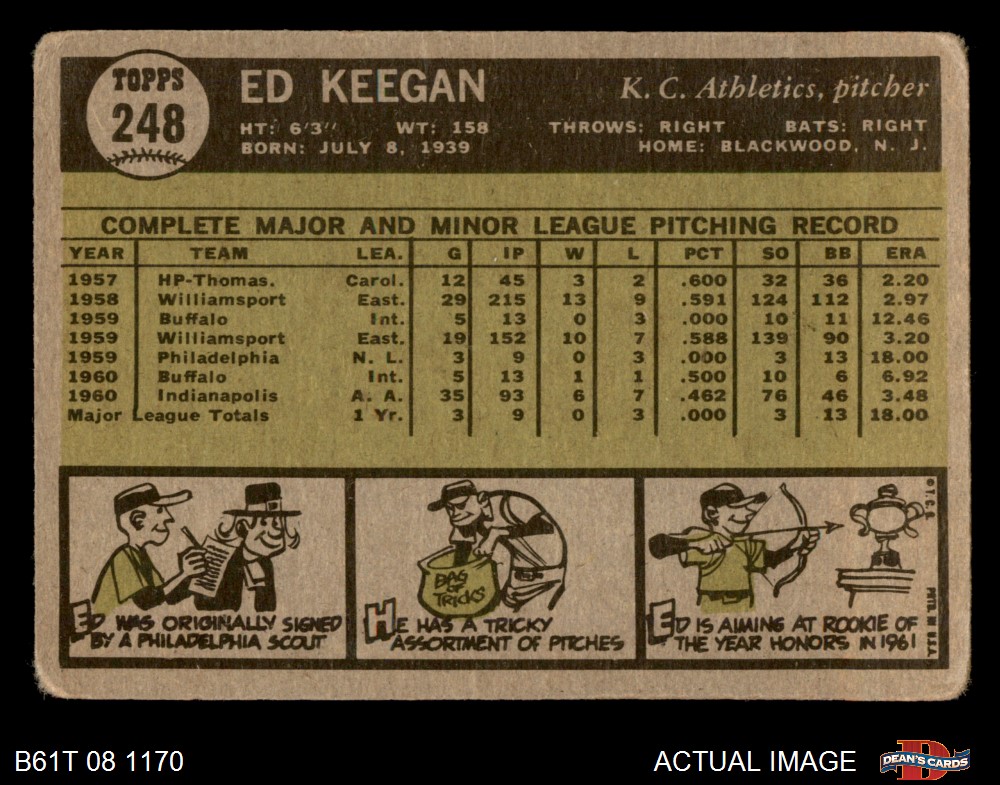 TOPPS
248
ED KEEGAN
K. C. Athletics, pitcher
HT: 6'3" WT: 158 THROWS: RIGHT BATS: RIGHT
BORN: JULY 8, 1939 HOME: BLACKWOOD, N. J.
COMPLETE MAJOR AND MINOR LEAGUE PITCHING RECORD
YEAR TEAM LEA. G IP W L PCT SO BB ERA
1957 HP-Thomas. Carol. 12 45 3 2 .600 32 36 2.20
1958 Williamsport East. 29 215 13 9 .591 124 112 2.97
1959 Buffalo Int. 5 13 0 3 .000 10 11 12.46
1959 Williamsport East. 19 152 10 7 .588 139 90 3.20
1959 Philadelphia N. L. 3 9 0 3 .000 3 13 18.00
1960 Buffalo Int. 5 13 1 1 .500 10 6 6.92
1960 Indianapolis A. A. 35 93 6 7 .462 76 46 3.48
Major League Totals 1 Yr. 3 9 0 3 .000 3 13 18.00
ED WAS ORIGINALLY SIGNED
BY A PHILADELPHIA SCOUT
BAG
OF
TRICKS
HE HAS A TRICKY
ASSORTMENT OF PITCHES
ED IS AIMING AT ROOKIE OF
THE YEAR HONORS IN 1961
© T. C. G.
PRTD. IN U.S.A.
B61T 08 1170
ACTUAL IMAGE
DEAN'S CARDS